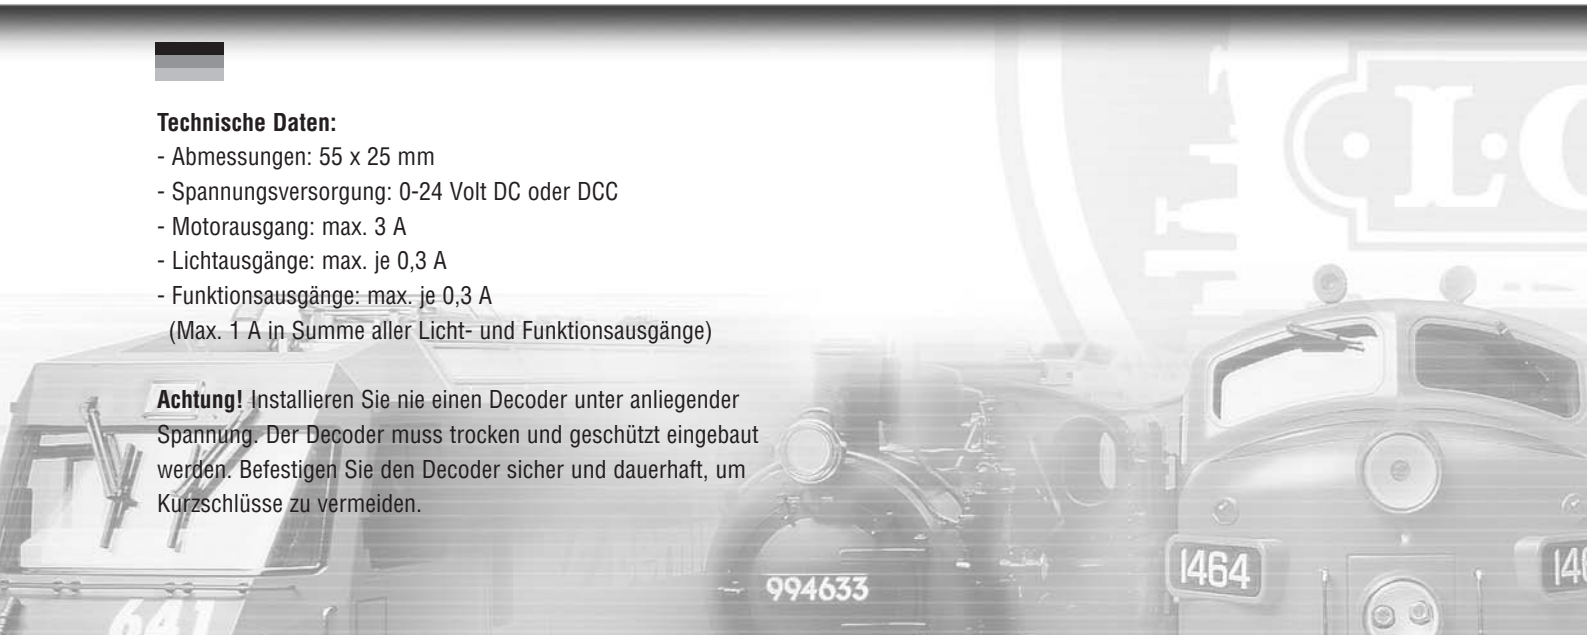 Technische Daten:
- Abmessungen: 55 x 25 mm
- Spannungsversorgung: 0-24 Volt DC oder DCC
- Motorausgang: max. 3 A
- Lichtausgänge: max. je 0,3 A
- Funktionsausgänge: max. je 0,3 A
(Max. 1 A in Summe aller Licht- und Funktionsausgänge)
Achtung! Installieren Sie nie einen Decoder unter anliegender
Spannung. Der Decoder muss trocken und geschützt eingebaut
werden. Befestigen Sie den Decoder sicher und dauerhaft, um
Kurzschlüsse zu vermeiden.
641
994633
1464